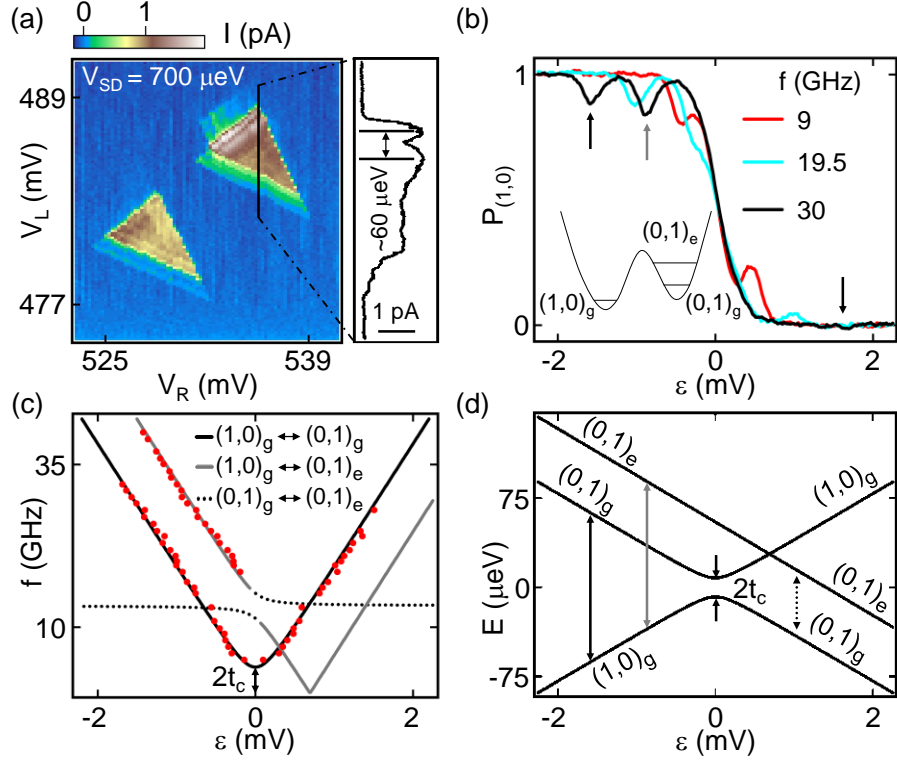 (a)
0 1 I (pA)
V_SD = 700 μeV
489
477
V_L (mV)
525 539
V_R (mV)
~60 μeV
1 pA
(b)
f (GHz)
9
19.5
30
1
0
P_(1,0)
(0,1)_e
(1,0)_g
(0,1)_g
-2 0 2
ε (mV)
(c)
(1,0)_g ↔ (0,1)_g
(1,0)_g ↔ (0,1)_e
(0,1)_g ↔ (0,1)_e
35
10
f (GHz)
2t_c
-2 0 2
ε (mV)
(d)
(0,1)_e
(0,1)_g
(1,0)_g
75
0
-75
E (μeV)
2t_c
(0,1)_e
(0,1)_g
(1,0)_g
-2 0 2
ε (mV)